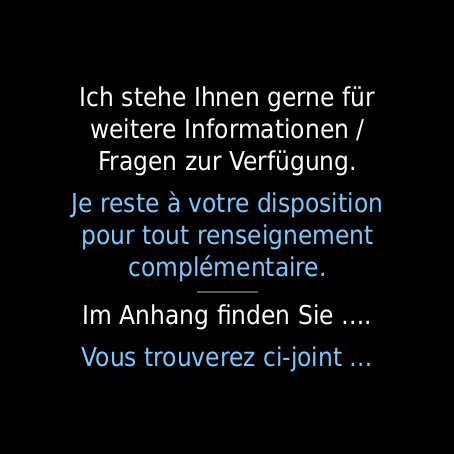 Ich stehe Ihnen gerne für
weitere Informationen /
Fragen zur Verfügung.
Je reste à votre disposition
pour tout renseignement
complémentaire.
Im Anhang finden Sie ....
Vous trouverez ci-joint ...